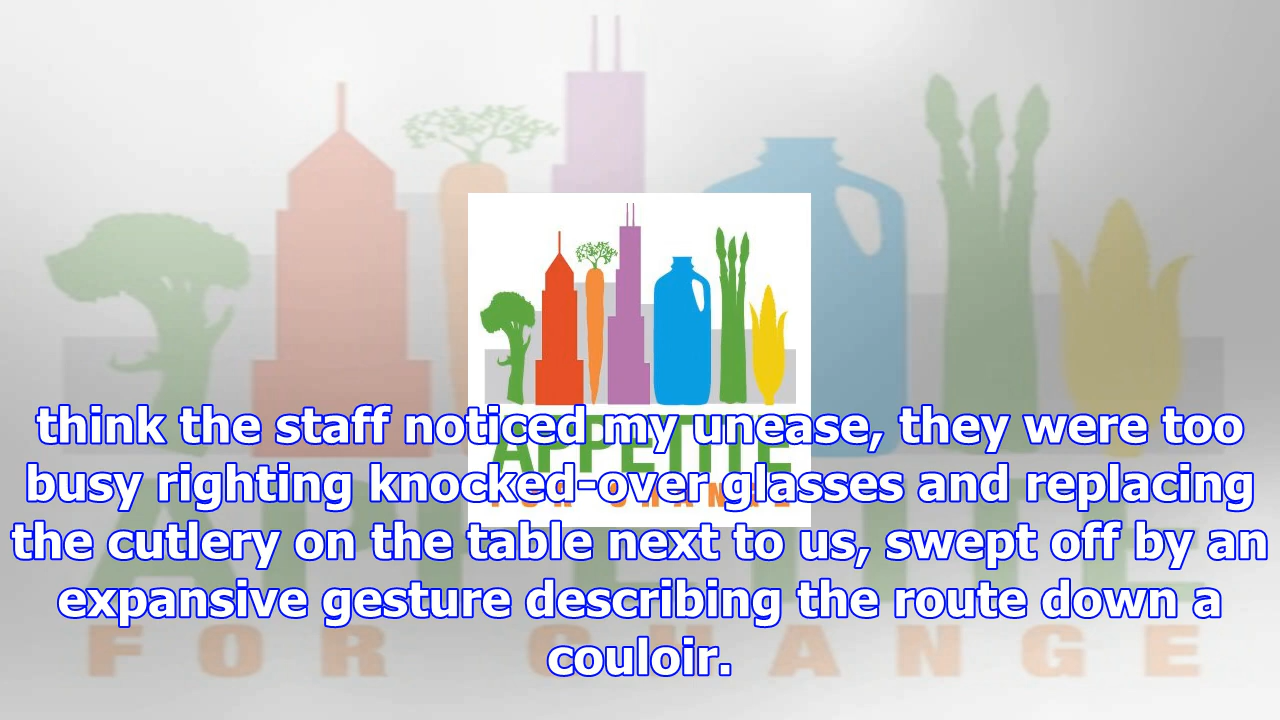 think the staff noticed my unease, they were too
busy righting knocked-over glasses and replacing
the cutlery on the table next to us, swept off by an
expansive gesture describing the route down a
couloir.
APPETITE
FOR CHANGE